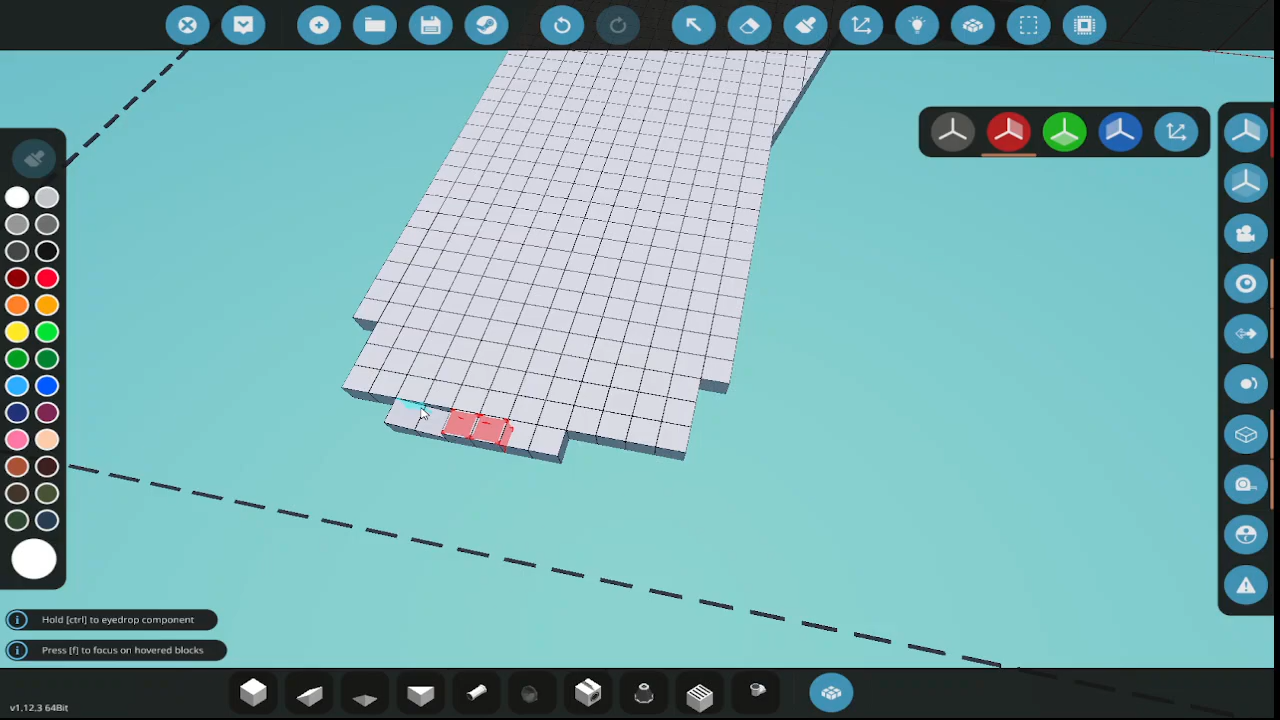 Hold [ctrl] to eyedrop component
Press [f] to focus on hovered blocks
v1.12.3 64Bit